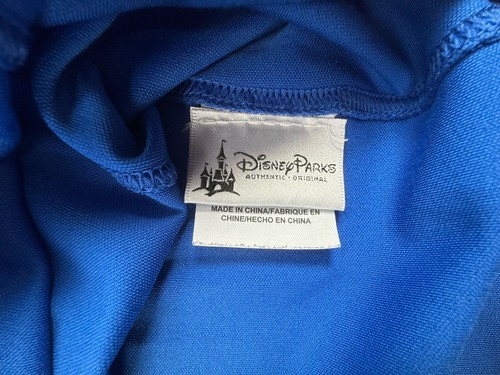 Disney Parks
AUTHENTIC • ORIGINAL
MADE IN CHINA/FABRIQUE EN
CHINE/HECHO EN CHINA